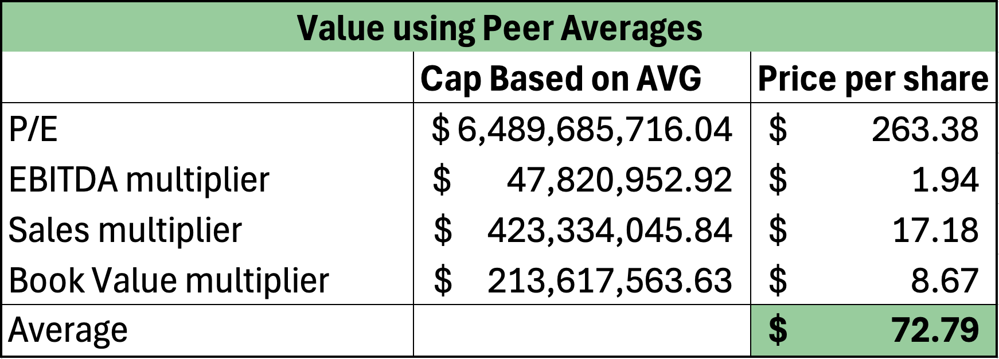 Value using Peer Averages
Cap Based on AVG Price per share
P/E $ 6,489,685,716.04 $ 263.38
EBITDA multiplier $ 47,820,952.92 $ 1.94
Sales multiplier $ 423,334,045.84 $ 17.18
Book Value multiplier $ 213,617,563.63 $ 8.67
Average $ 72.79